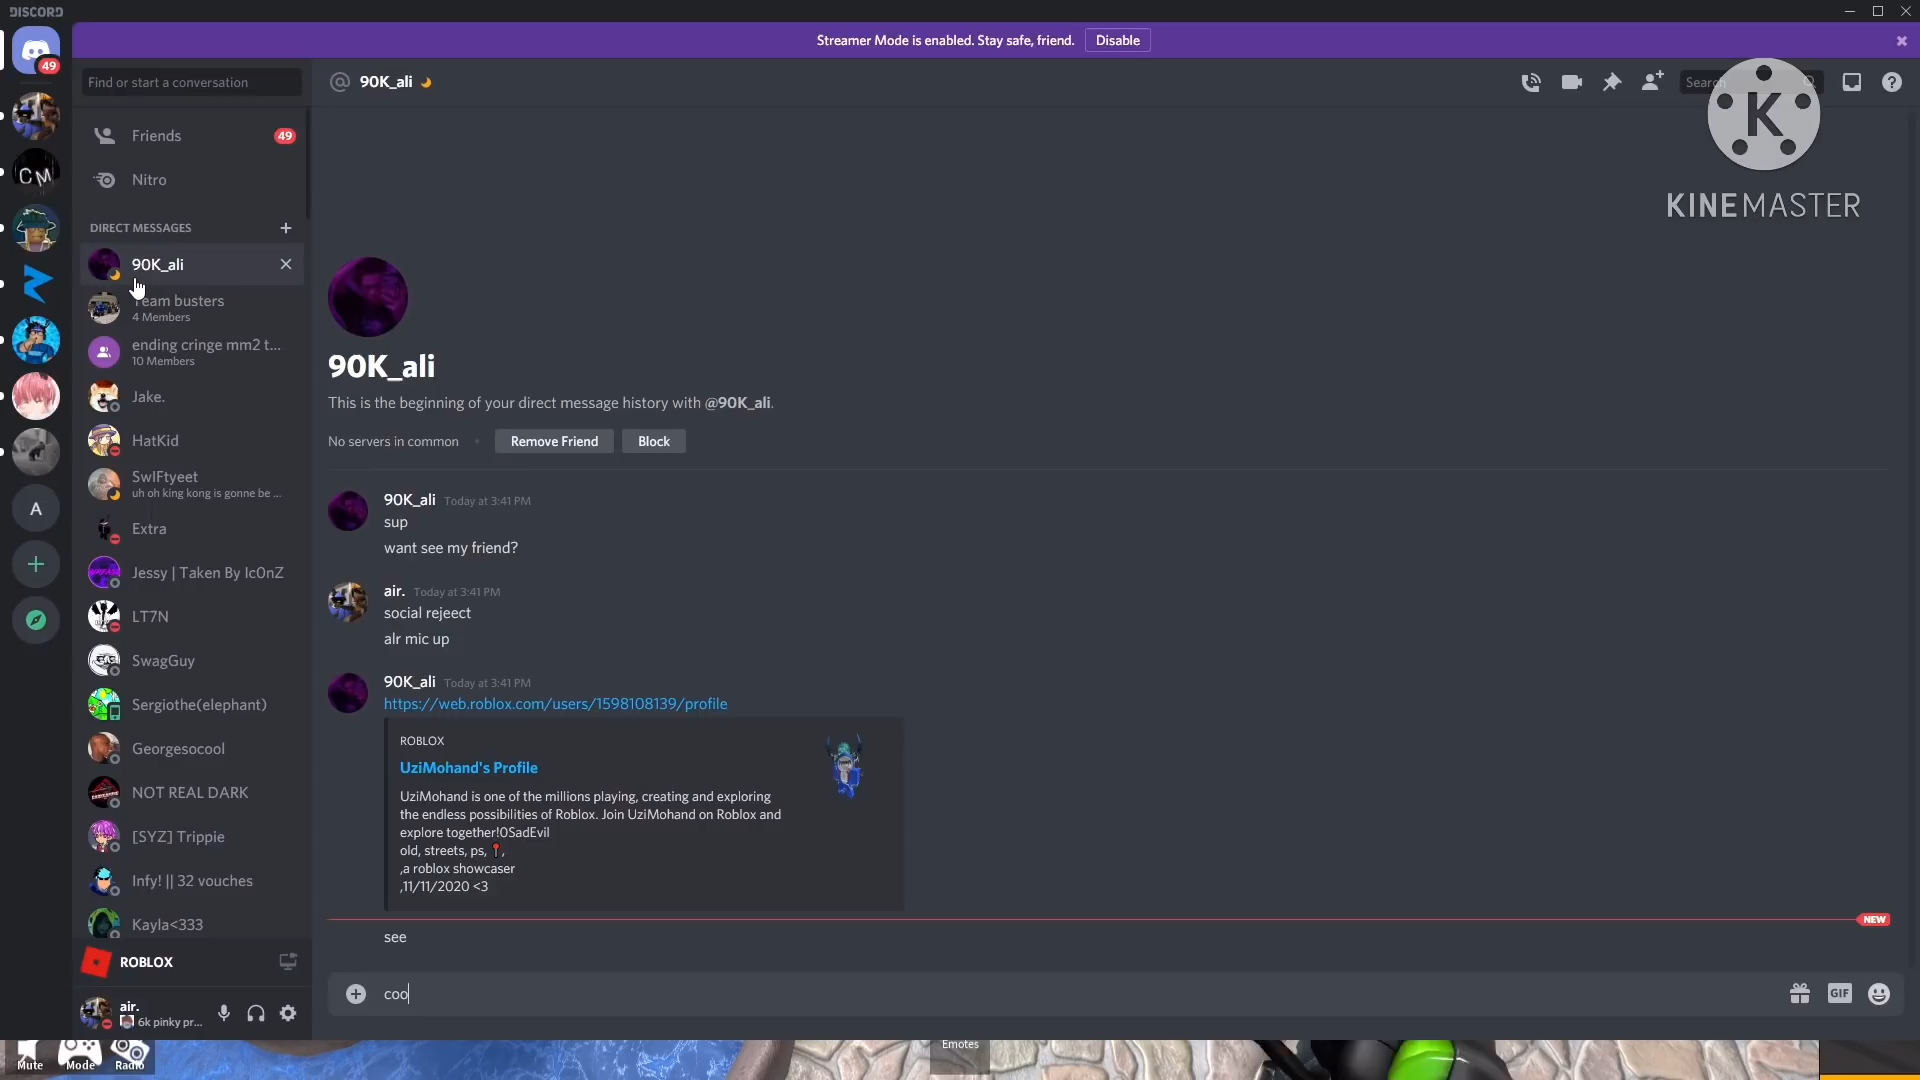 DISCORD
Streamer Mode is enabled. Stay safe, friend.
Disable
49
Find or start a conversation
90K_ali
Search
K
KINEMASTER
Friends
49
Nitro
DIRECT MESSAGES
90K_ali
Team busters
4 Members
ending cringe mm2 t...
10 Members
Jake.
HatKid
SwIFtyeet
uh oh king kong is gonne be ...
Extra
Jessy | Taken By Ic0nZ
LT7N
SwagGuy
Sergiothe(elephant)
Georgesocool
NOT REAL DARK
[SYZ] Trippie
Infy! || 32 vouches
Kayla<333
CM
A
ROBLOX
air.
6k pinky pr...
90K_ali
This is the beginning of your direct message history with @90K_ali.
No servers in common
Remove Friend
Block
90K_ali Today at 3:41 PM
sup
want see my friend?
air. Today at 3:41 PM
social rejeect
alr mic up
90K_ali Today at 3:41 PM
https://web.roblox.com/users/1598108139/profile
ROBLOX
UziMohand's Profile
UziMohand is one of the millions playing, creating and exploring
the endless possibilities of Roblox. Join UziMohand on Roblox and
explore together!0SadEvil
old, streets, ps,📍,
,a roblox showcaser
,11/11/2020 <3
NEW
see
coo
GIF
Mute
Mode
Radio
Emotes